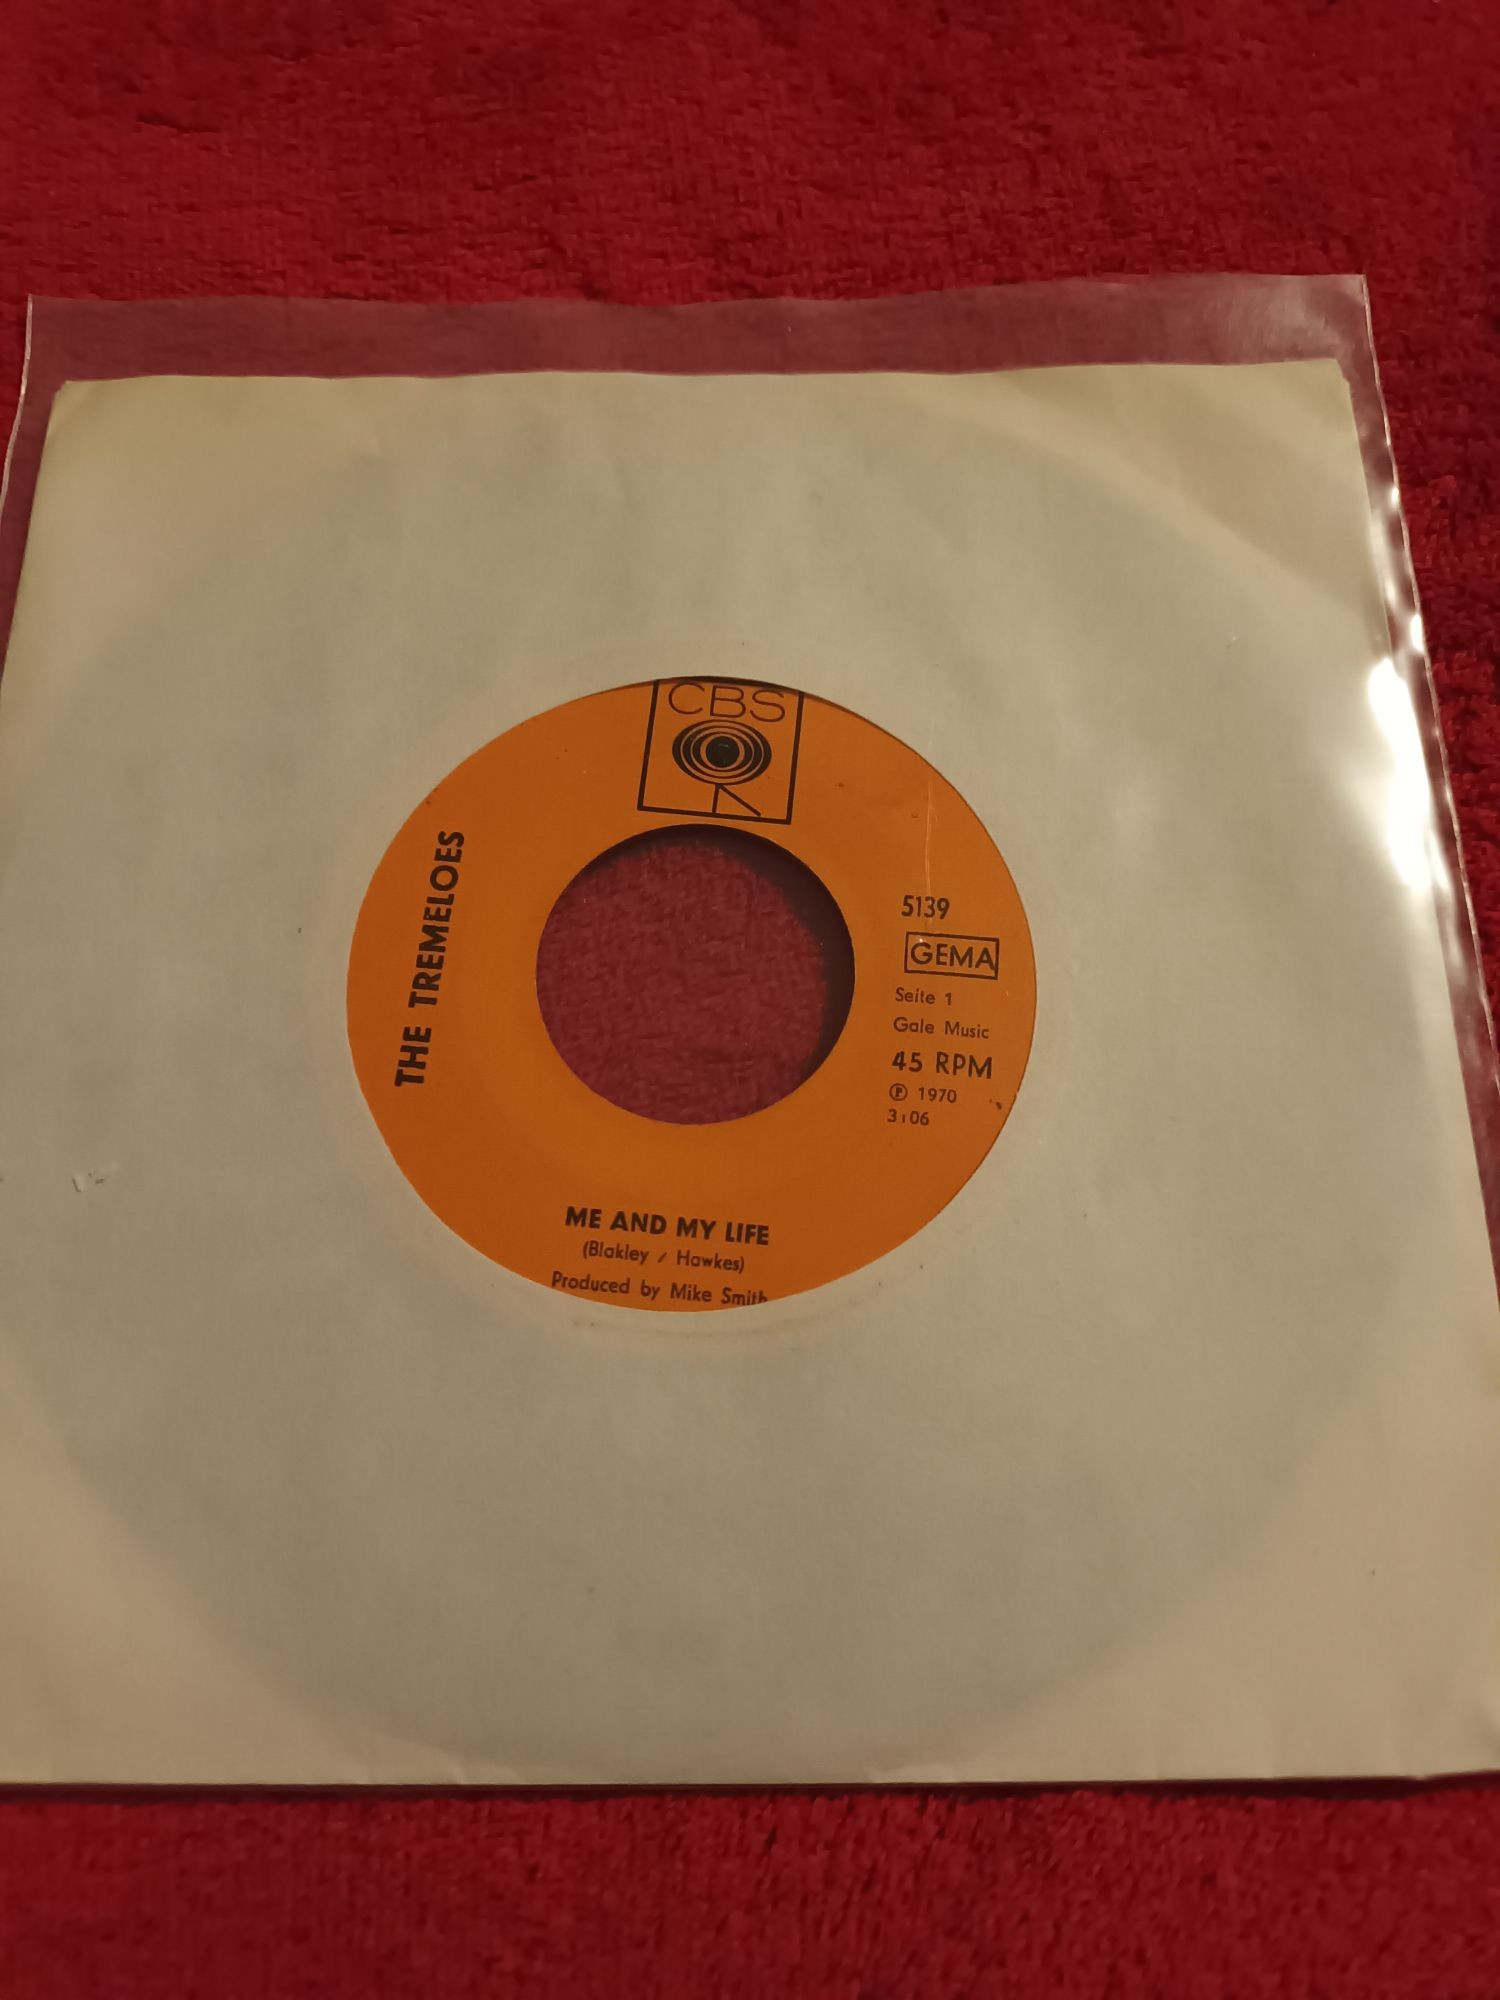 CBS
THE TREMELOES
5139
GEMA
Seite 1
Gale Music
45 RPM
℗ 1970
3:06
ME AND MY LIFE
(Blakley / Hawkes)
Produced by Mike Smith